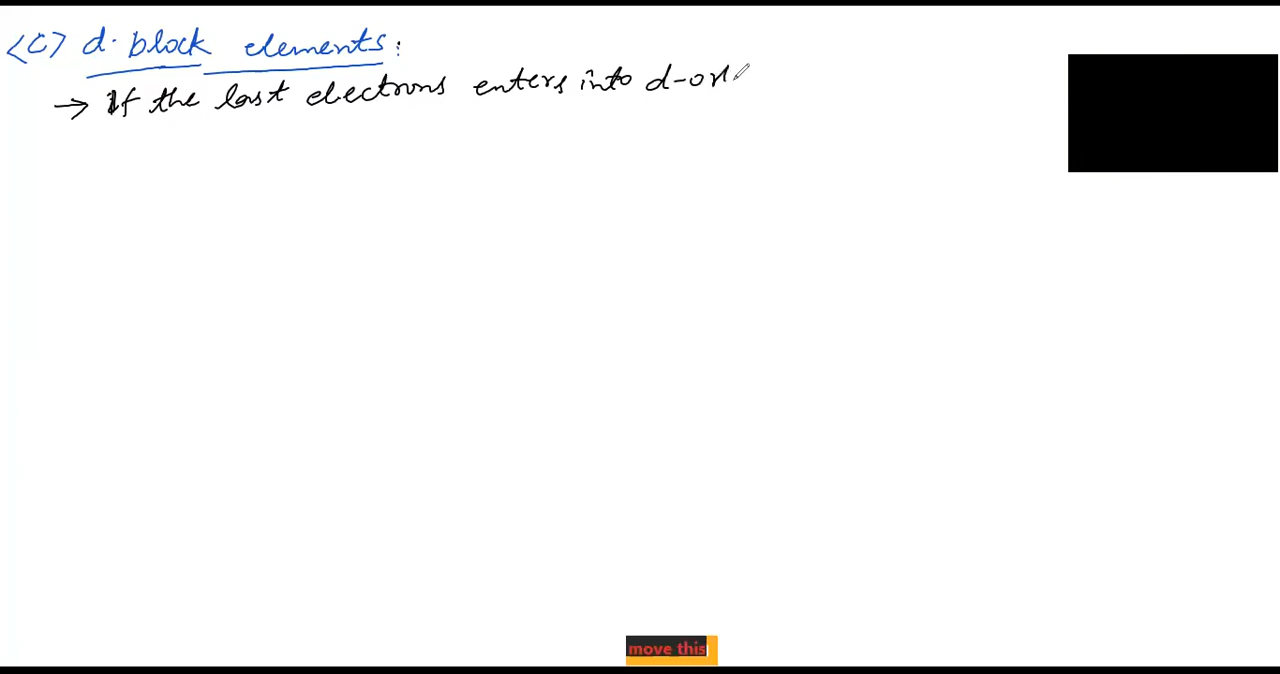 <C> d-block elements:
→ If the last electrons enters into d-or
move this